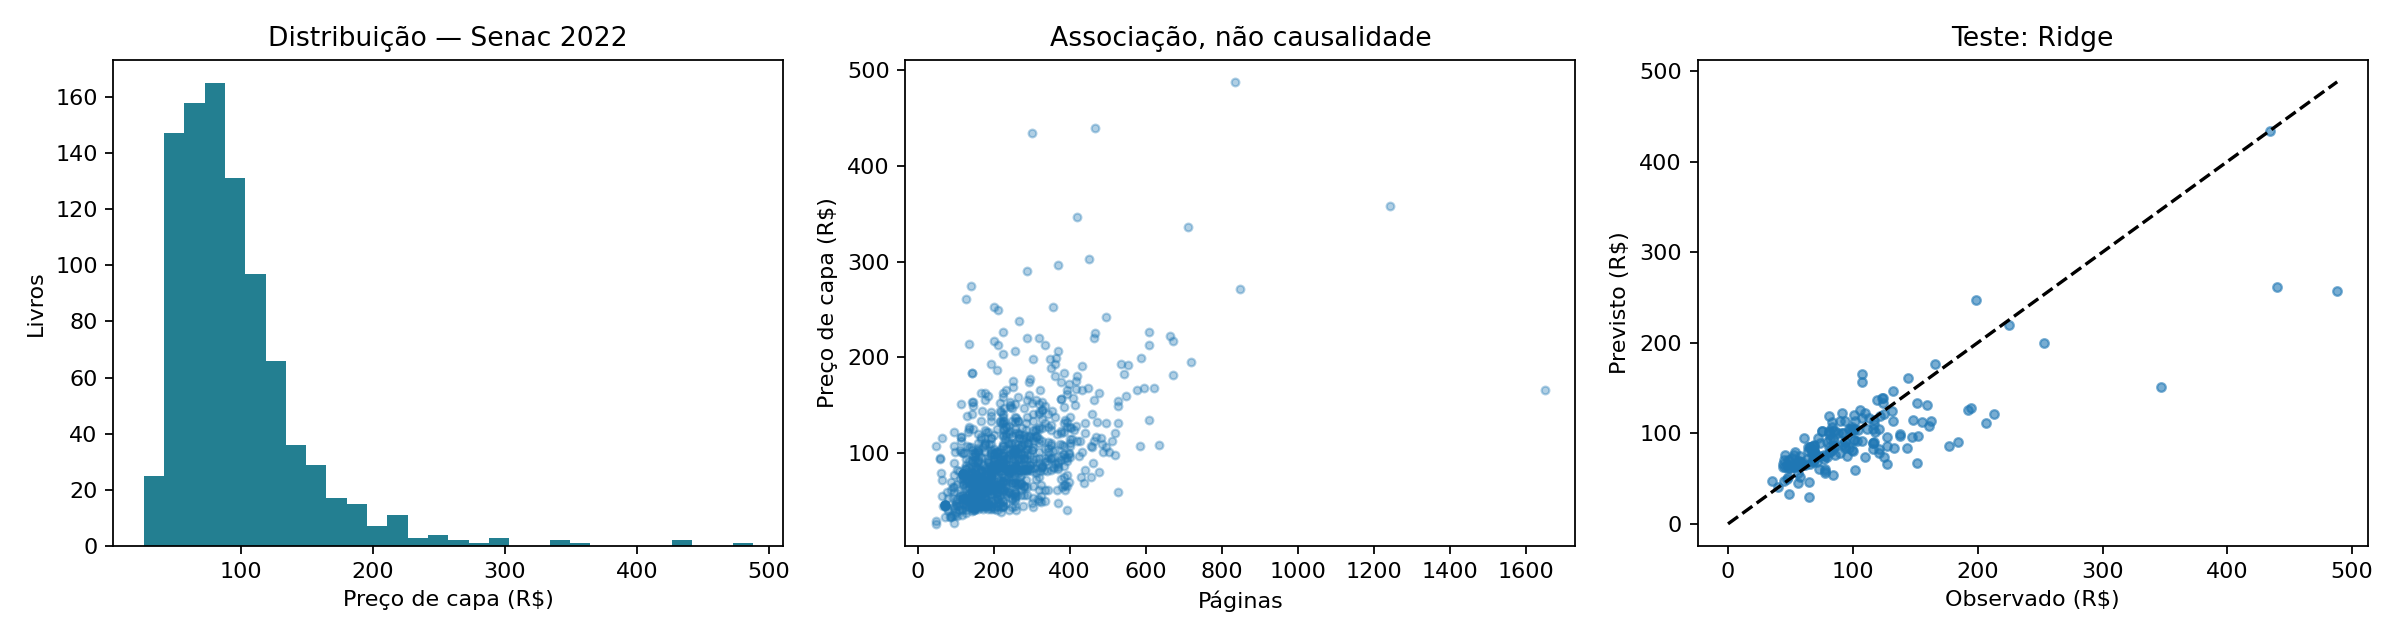 Distribuição — Senac 2022
160
140
120
100
80
60
40
20
0
Livros
100 200 300 400 500
Preço de capa (R$)
Associação, não causalidade
500
400
300
200
100
Preço de capa (R$)
0 200 400 600 800 1000 1200 1400 1600
Páginas
Teste: Ridge
500
400
300
200
100
0
Previsto (R$)
0 100 200 300 400 500
Observado (R$)